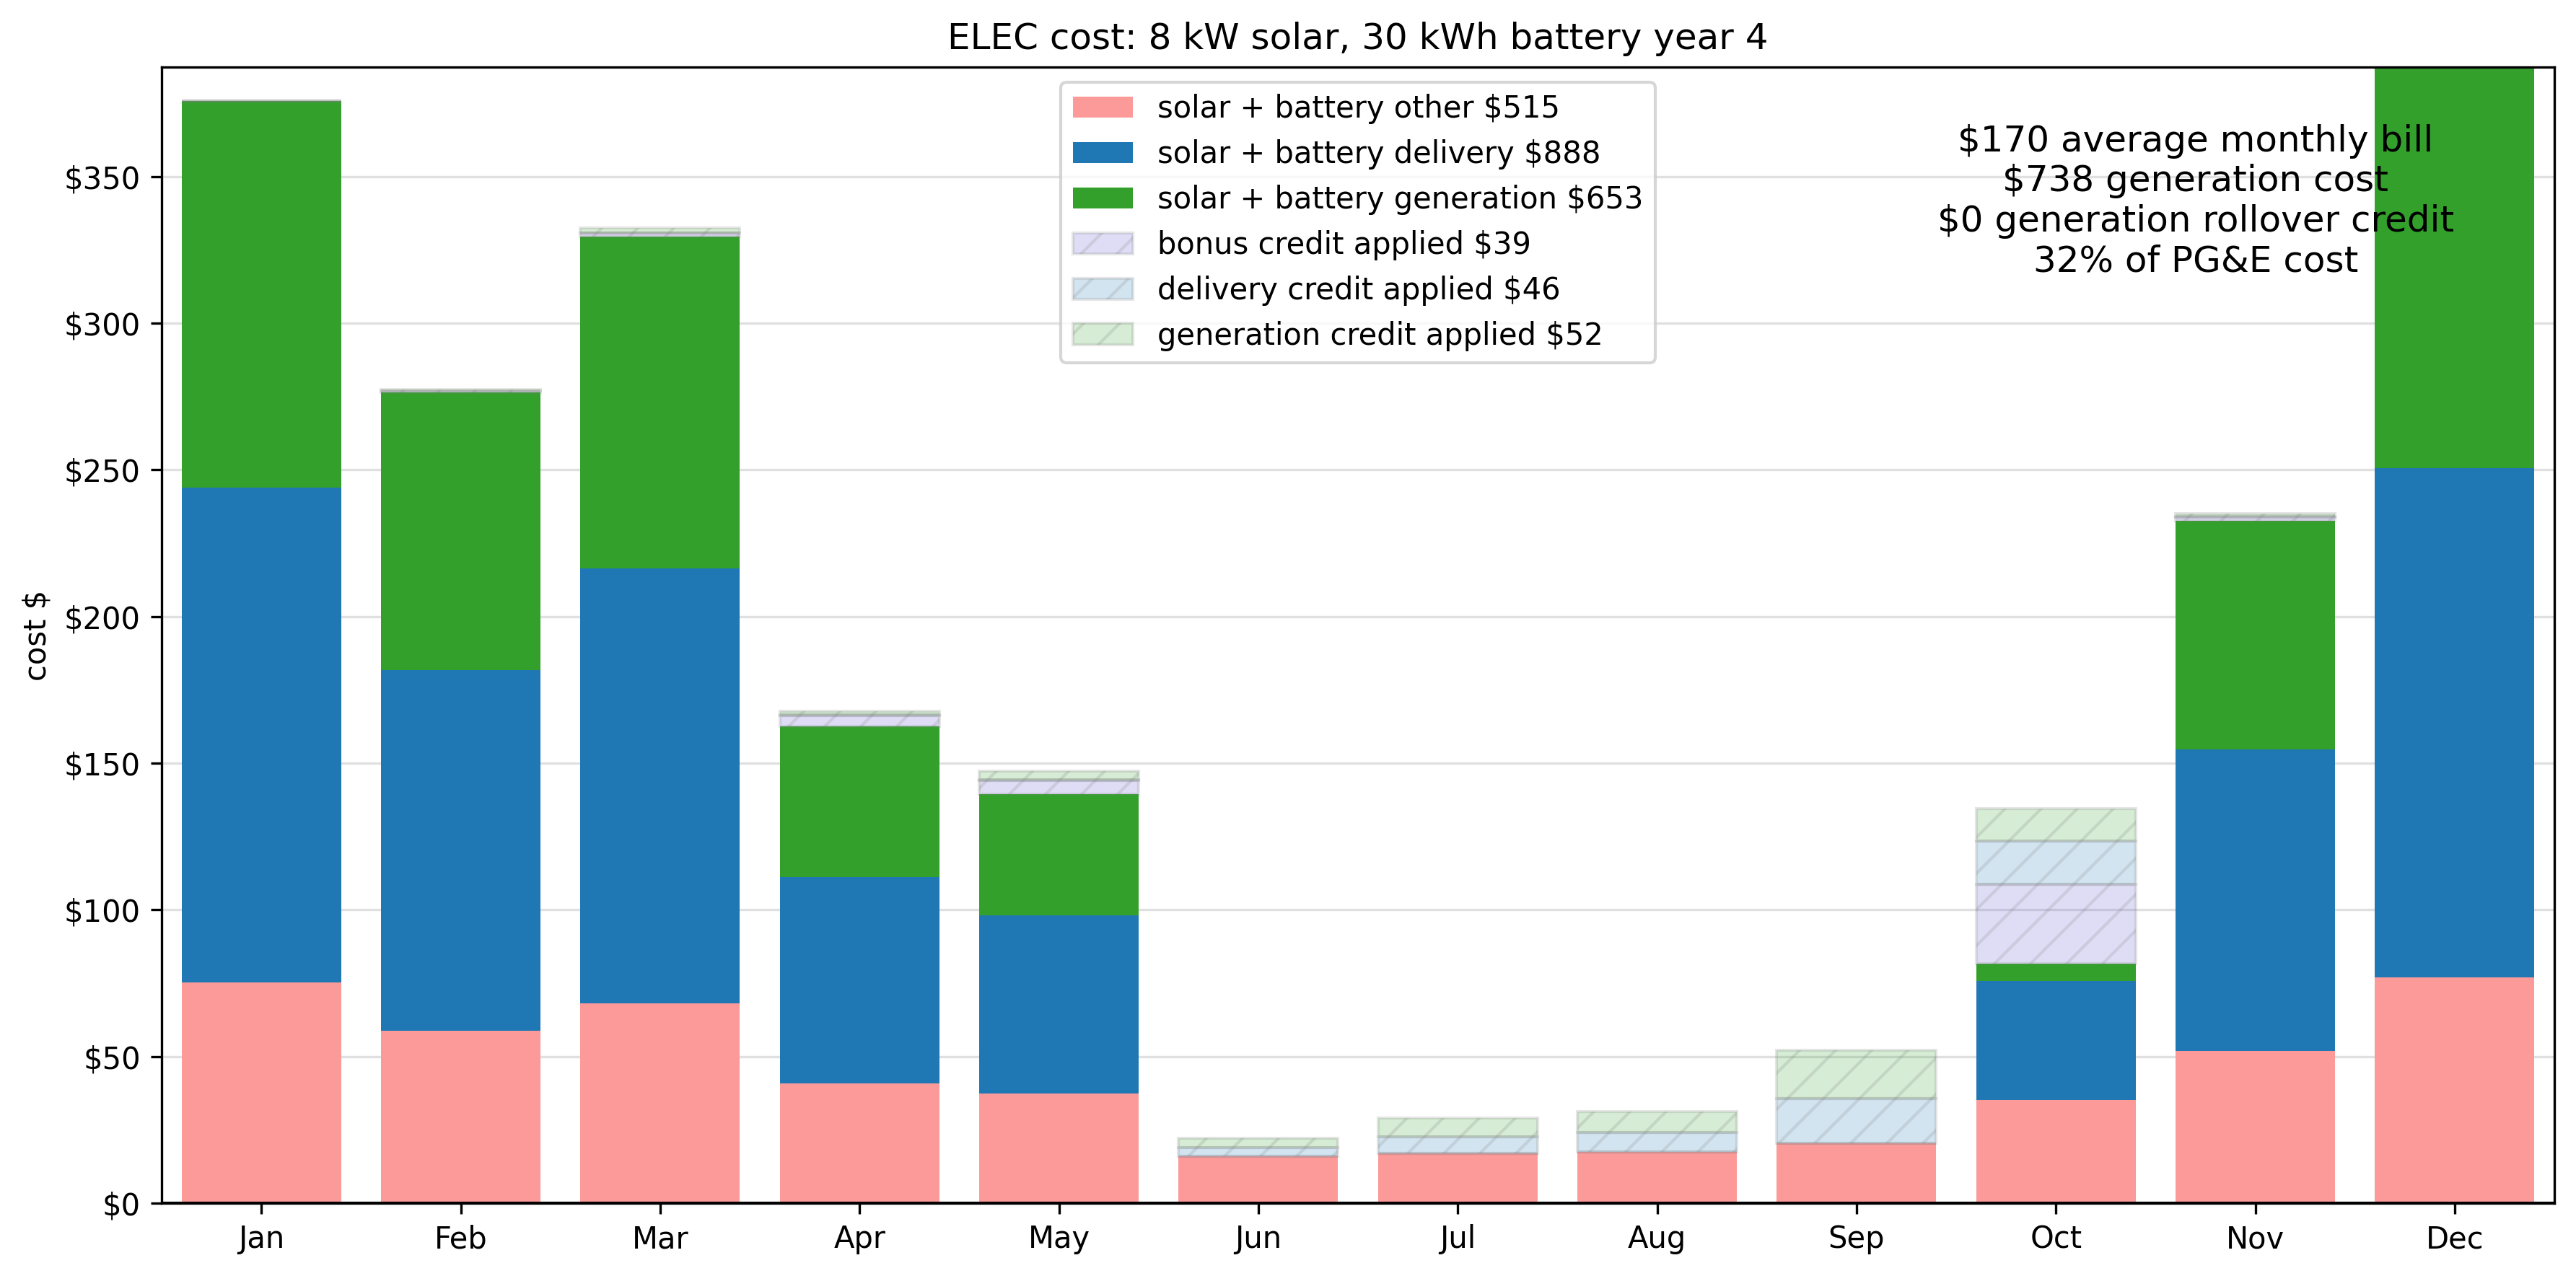 ELEC cost: 8 kW solar, 30 kWh battery year 4
solar + battery other $515
solar + battery delivery $888
solar + battery generation $653
bonus credit applied $39
delivery credit applied $46
generation credit applied $52
$170 average monthly bill
$738 generation cost
$0 generation rollover credit
32% of PG&E cost
cost $
$350
$300
$250
$200
$150
$100
$50
$0
Jan Feb Mar Apr May Jun Jul Aug Sep Oct Nov Dec